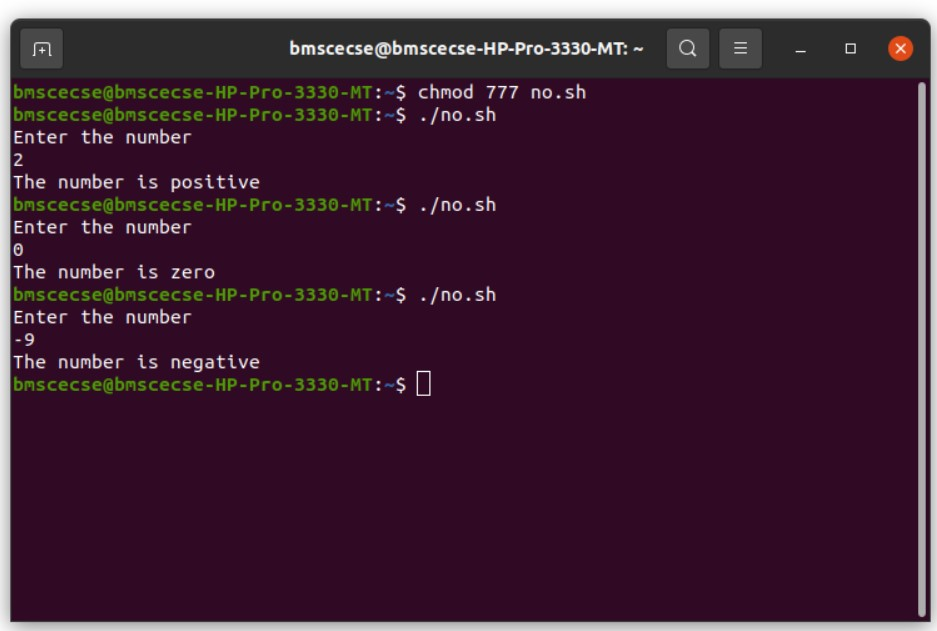 bmscecse@bmscecse-HP-Pro-3330-MT: ~
bmscecse@bmscecse-HP-Pro-3330-MT:~$ chmod 777 no.sh
bmscecse@bmscecse-HP-Pro-3330-MT:~$ ./no.sh
Enter the number
2
The number is positive
bmscecse@bmscecse-HP-Pro-3330-MT:~$ ./no.sh
Enter the number
0
The number is zero
bmscecse@bmscecse-HP-Pro-3330-MT:~$ ./no.sh
Enter the number
-9
The number is negative
bmscecse@bmscecse-HP-Pro-3330-MT:~$